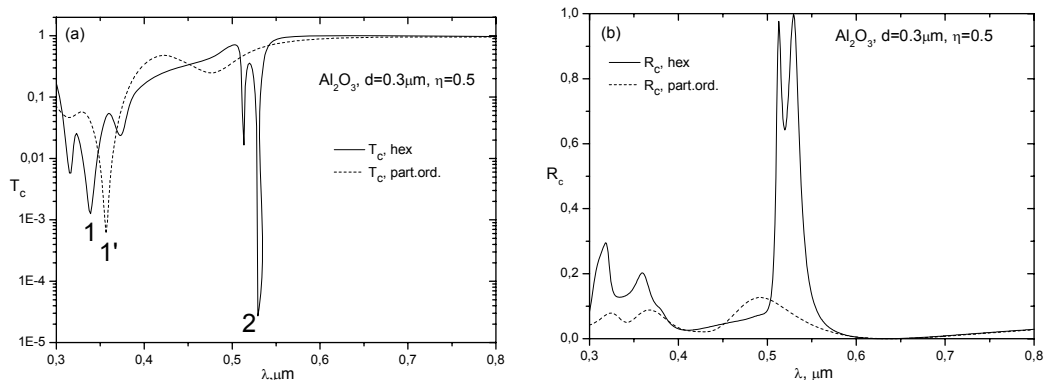 (a)
1
0,1
0,01
1E-3
1E-4
1E-5
T_c
Al₂O₃, d=0.3μm, η=0.5
T_c, hex
T_c, part.ord.
1
1'
2
0,3 0,4 0,5 0,6 0,7 0,8
λ,μm
(b)
1,0
0,8
0,6
0,4
0,2
0,0
R_c
Al₂O₃, d=0.3μm, η=0.5
R_c, hex
R_c, part.ord.
0,3 0,4 0,5 0,6 0,7 0,8
λ, μm